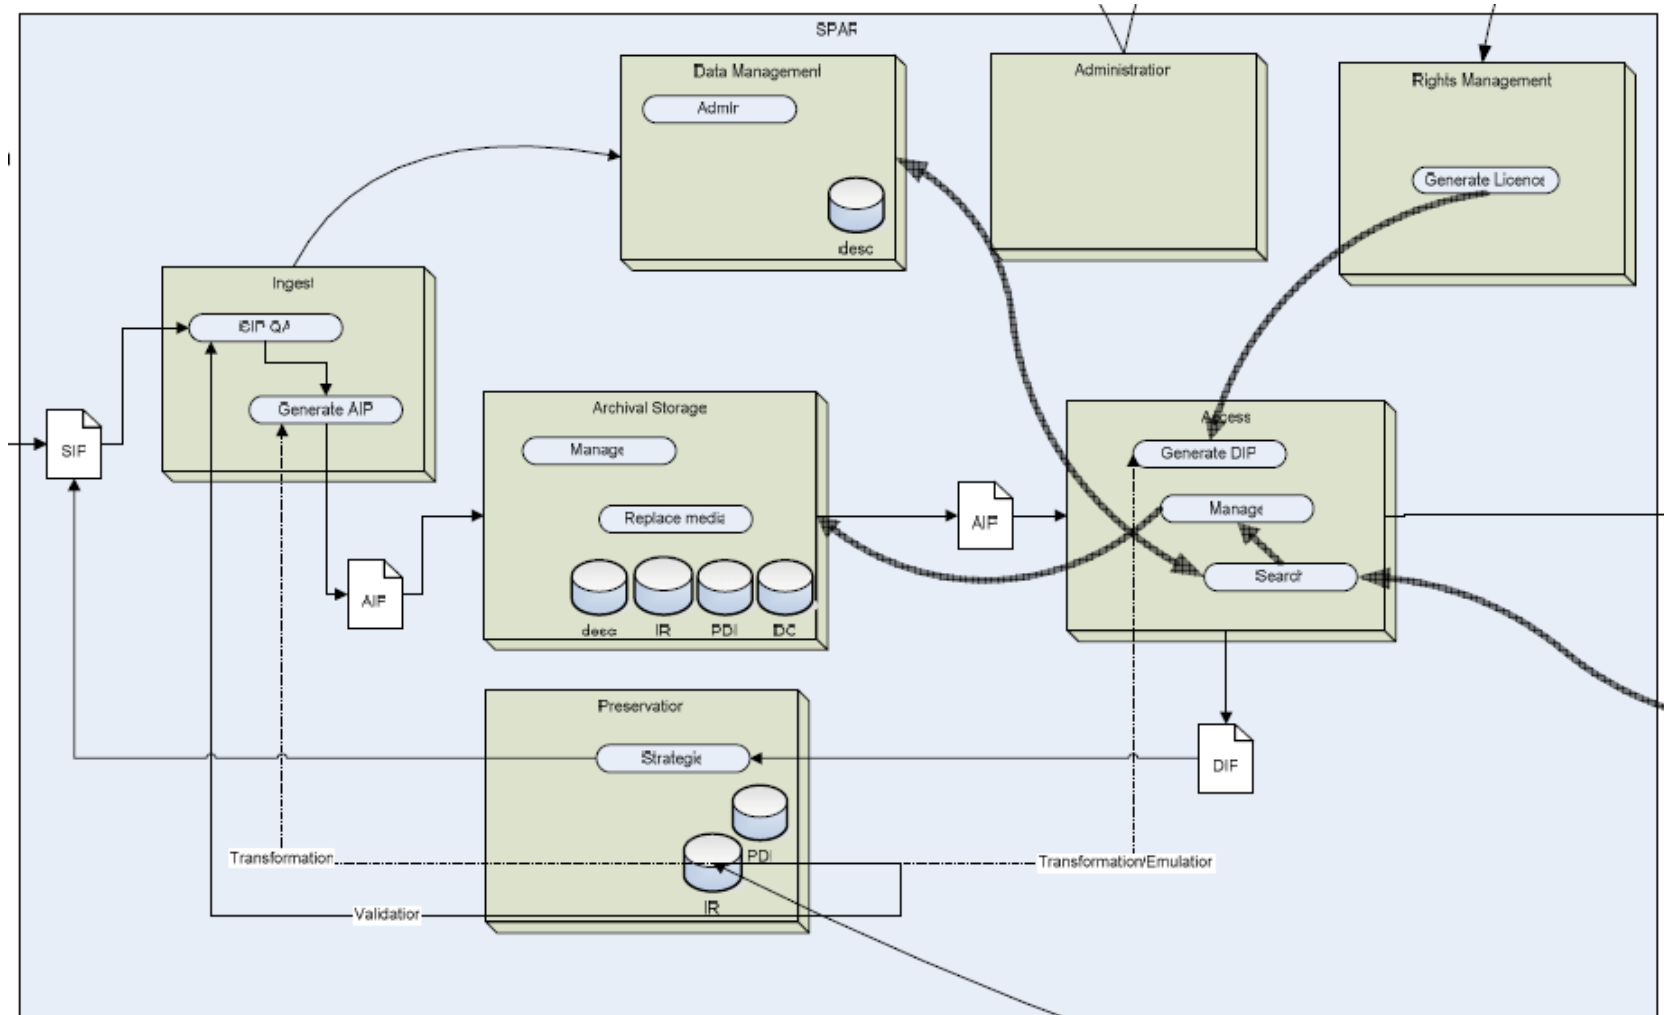 SPAR
Data Management
Admin
desc
Administration
Rights Management
Generate Licence
Ingest
SIP QA
Generate AIP
SIP
AIP
Archival Storage
Manage
Replace media
desc IR PDI DC
AIP
Access
Generate DIP
Manage
Search
DIP
Preservation
Strategie
PDI
IR
Transformation
Validation
Transformation/Emulation